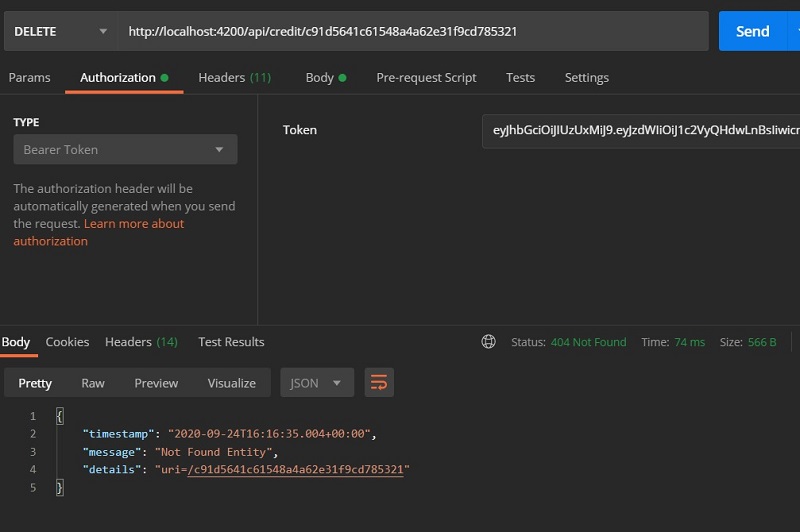 DELETE http://localhost:4200/api/credit/c91d5641c61548a4a62e31f9cd785321 Send
Params Authorization Headers (11) Body Pre-request Script Tests Settings
TYPE
Bearer Token
The authorization header will be
automatically generated when you send
the request. Learn more about
authorization
Token eyJhbGciOiJIUzUxMiJ9.eyJzdWIiOiJ1c2VyQHdwLnBsIiwicm
Body Cookies Headers (14) Test Results Status: 404 Not Found Time: 74 ms Size: 566 B
Pretty Raw Preview Visualize JSON
1 {
2 "timestamp": "2020-09-24T16:16:35.004+00:00",
3 "message": "Not Found Entity",
4 "details": "uri=/c91d5641c61548a4a62e31f9cd785321"
5 }